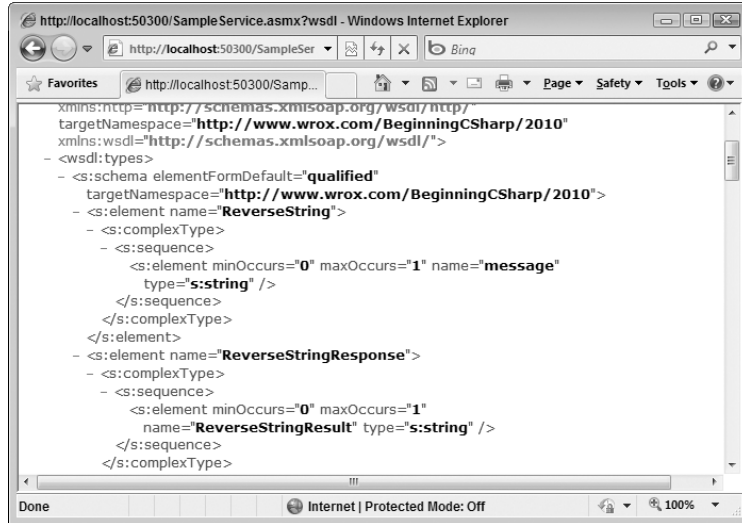 http://localhost:50300/SampleService.asmx?wsdl - Windows Internet Explorer
http://localhost:50300/SampleSer
Bing
Favorites
http://localhost:50300/Samp...
Page
Safety
Tools
xmlns:http="http://schemas.xmlsoap.org/wsdl/http/"
targetNamespace="http://www.wrox.com/BeginningCSharp/2010"
xmlns:wsdl="http://schemas.xmlsoap.org/wsdl/">
- <wsdl:types>
- <s:schema elementFormDefault="qualified"
targetNamespace="http://www.wrox.com/BeginningCSharp/2010">
- <s:element name="ReverseString">
- <s:complexType>
- <s:sequence>
<s:element minOccurs="0" maxOccurs="1" name="message"
type="s:string" />
</s:sequence>
</s:complexType>
</s:element>
- <s:element name="ReverseStringResponse">
- <s:complexType>
- <s:sequence>
<s:element minOccurs="0" maxOccurs="1"
name="ReverseStringResult" type="s:string" />
</s:sequence>
</s:complexType>
Done
Internet | Protected Mode: Off
100%